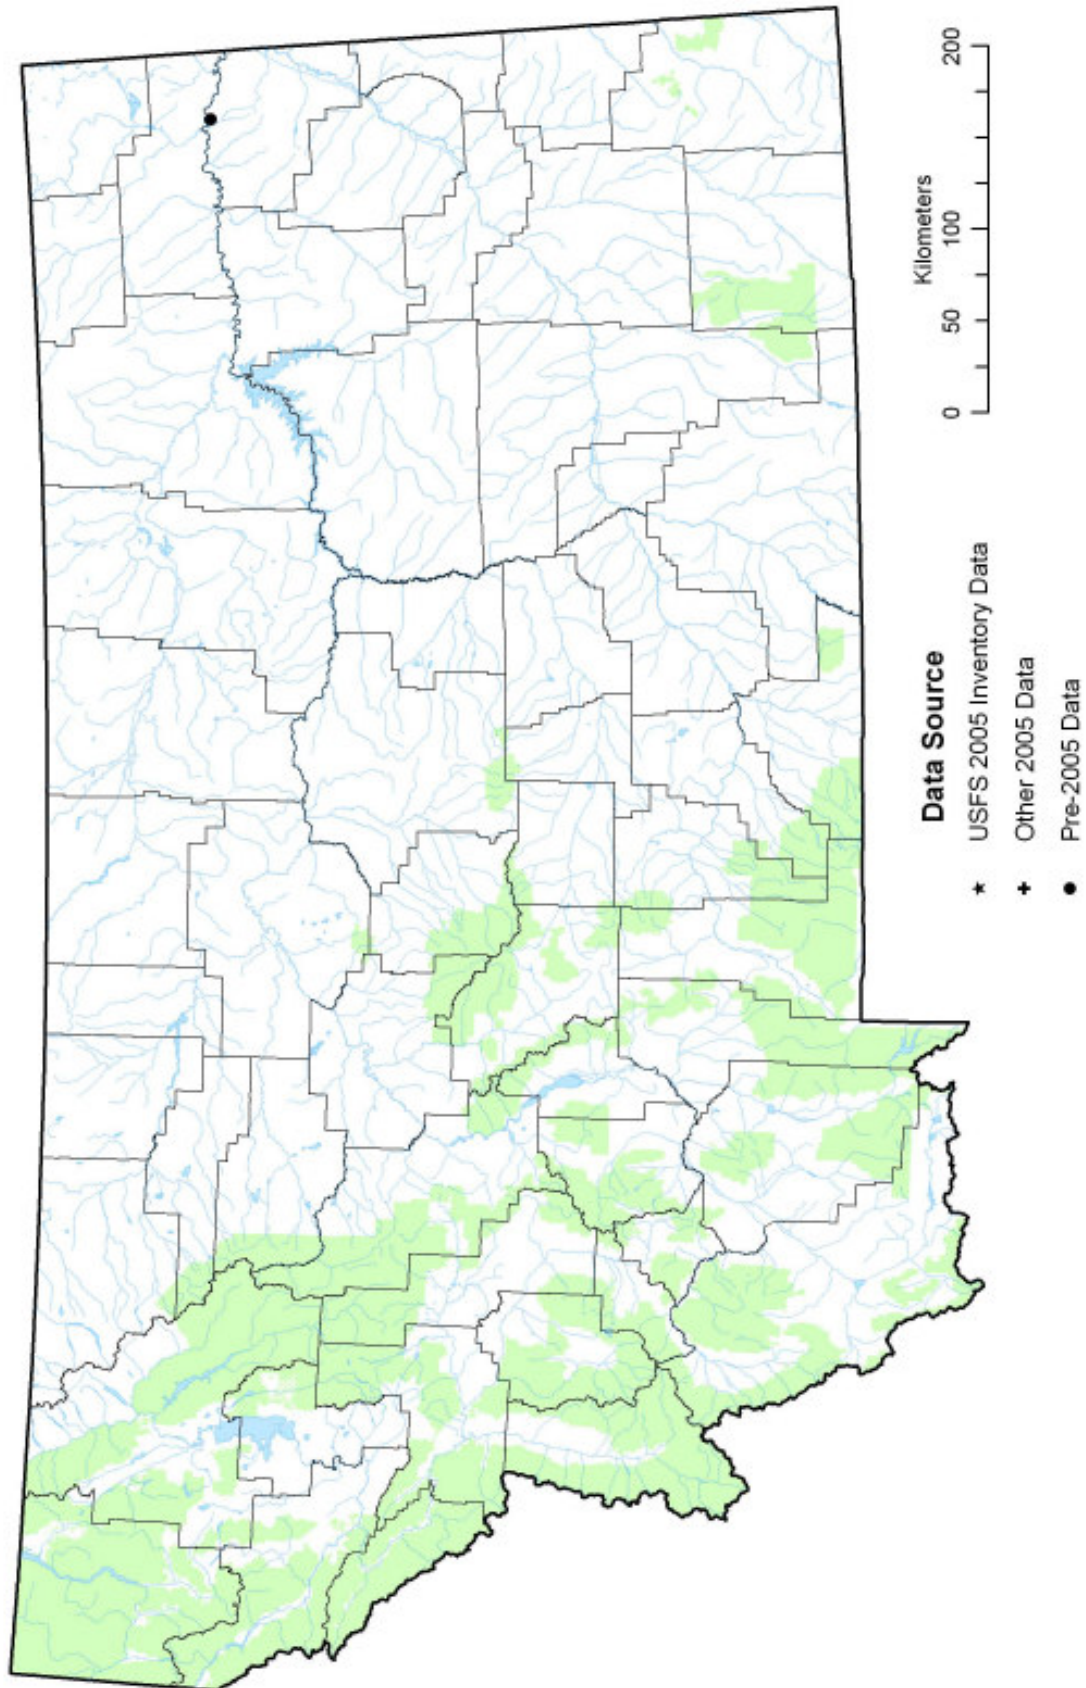 Data Source
USFS 2005 Inventory Data
Other 2005 Data
Pre-2005 Data
Kilometers
0 50 100 200